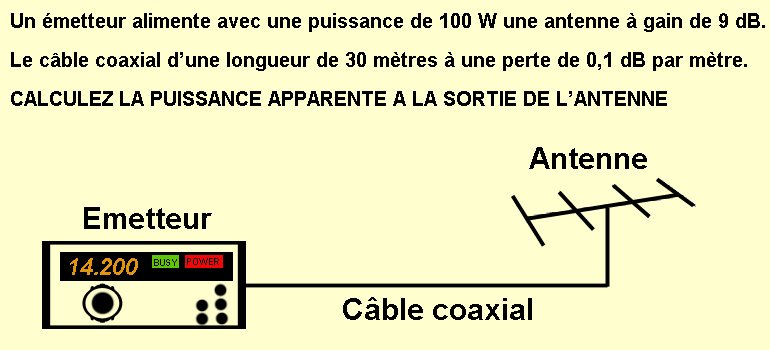 Un émetteur alimente avec une puissance de 100 W une antenne à gain de 9 dB.
Le câble coaxial d'une longueur de 30 mètres à une perte de 0,1 dB par mètre.
CALCULEZ LA PUISSANCE APPARENTE A LA SORTIE DE L'ANTENNE
Antenne
Emetteur
14.200 BUSY POWER
Câble coaxial